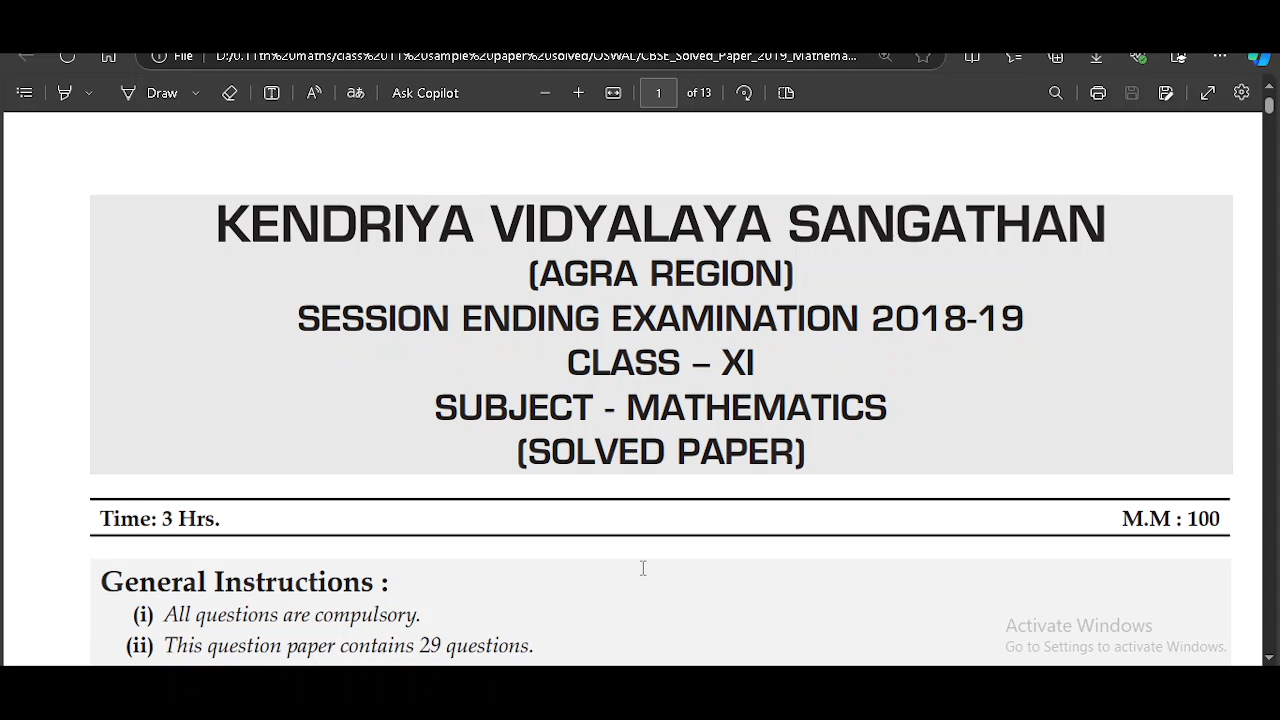 File D:/0.11th%20maths/class%2011%20sample%20paper%20solved/OSWAL/CBSE_Solved_Paper_2019_Mathema...
Draw Ask Copilot 1 of 13
KENDRIYA VIDYALAYA SANGATHAN
(AGRA REGION)
SESSION ENDING EXAMINATION 2018-19
CLASS – XI
SUBJECT - MATHEMATICS
(SOLVED PAPER)
Time: 3 Hrs. M.M : 100
General Instructions :
(i) All questions are compulsory.
(ii) This question paper contains 29 questions.
Activate Windows
Go to Settings to activate Windows.